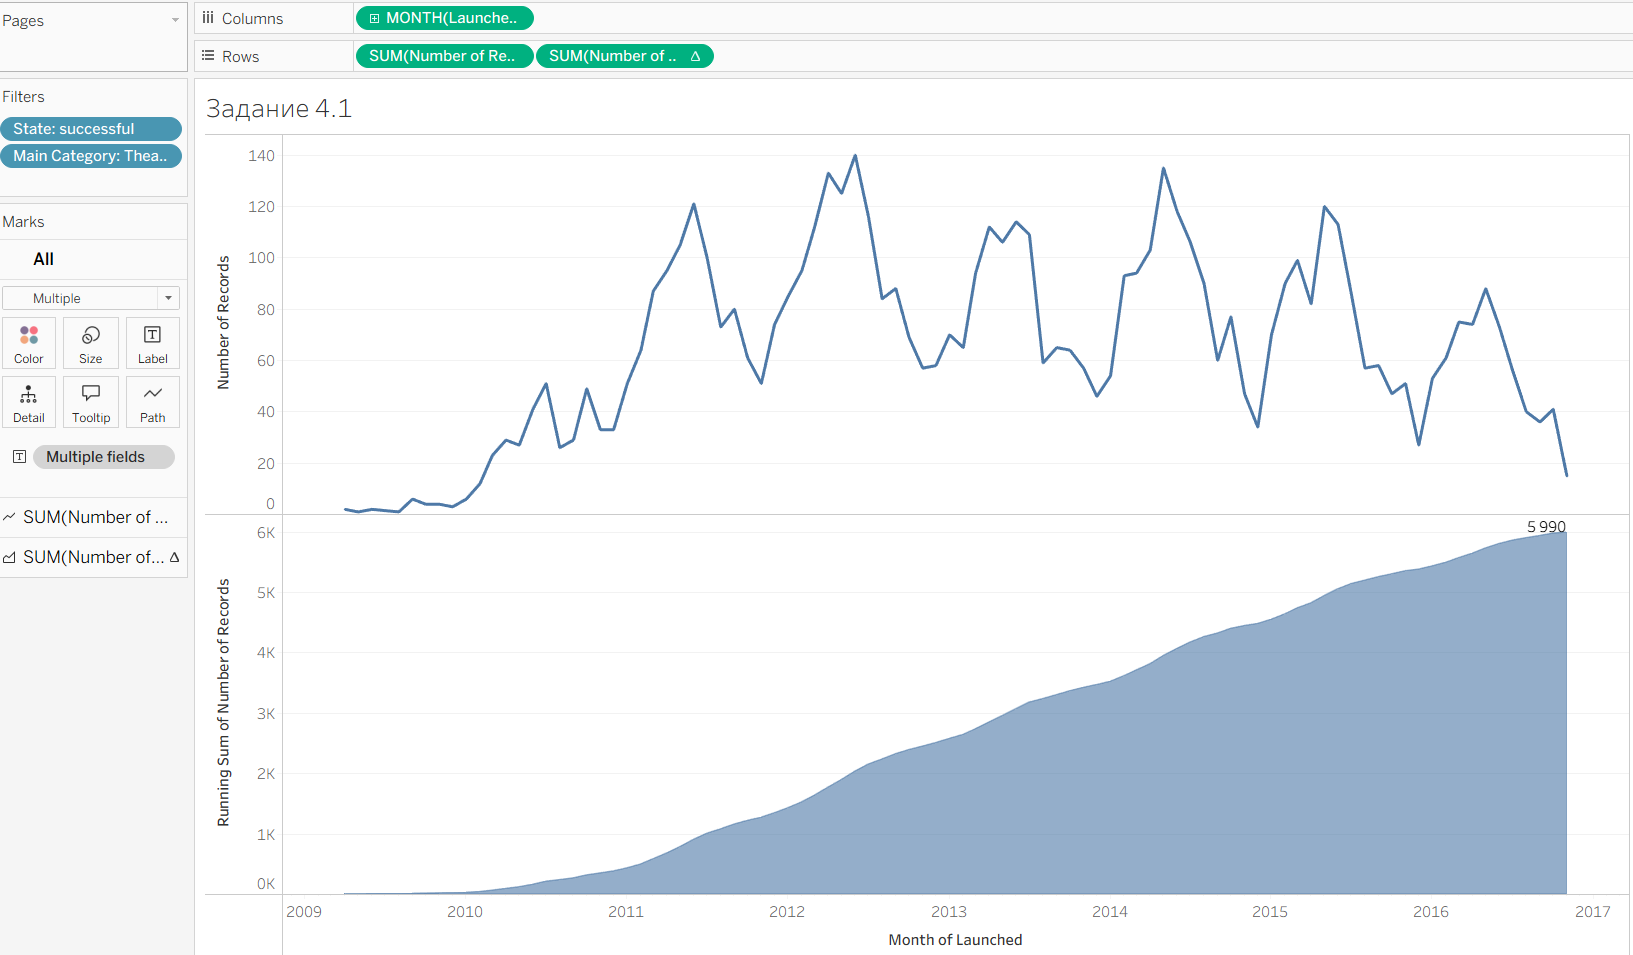 Pages
Columns
MONTH(Launche..
Rows
SUM(Number of Re..
SUM(Number of .. Δ
Filters
State: successful
Main Category: Thea..
Marks
All
Multiple
Color
Size
Label
Detail
Tooltip
Path
Multiple fields
SUM(Number of ...
SUM(Number of... Δ
Задание 4.1
Number of Records
140
120
100
80
60
40
20
0
Running Sum of Number of Records
6K
5K
4K
3K
2K
1K
0K
5 990
2009 2010 2011 2012 2013 2014 2015 2016 2017
Month of Launched